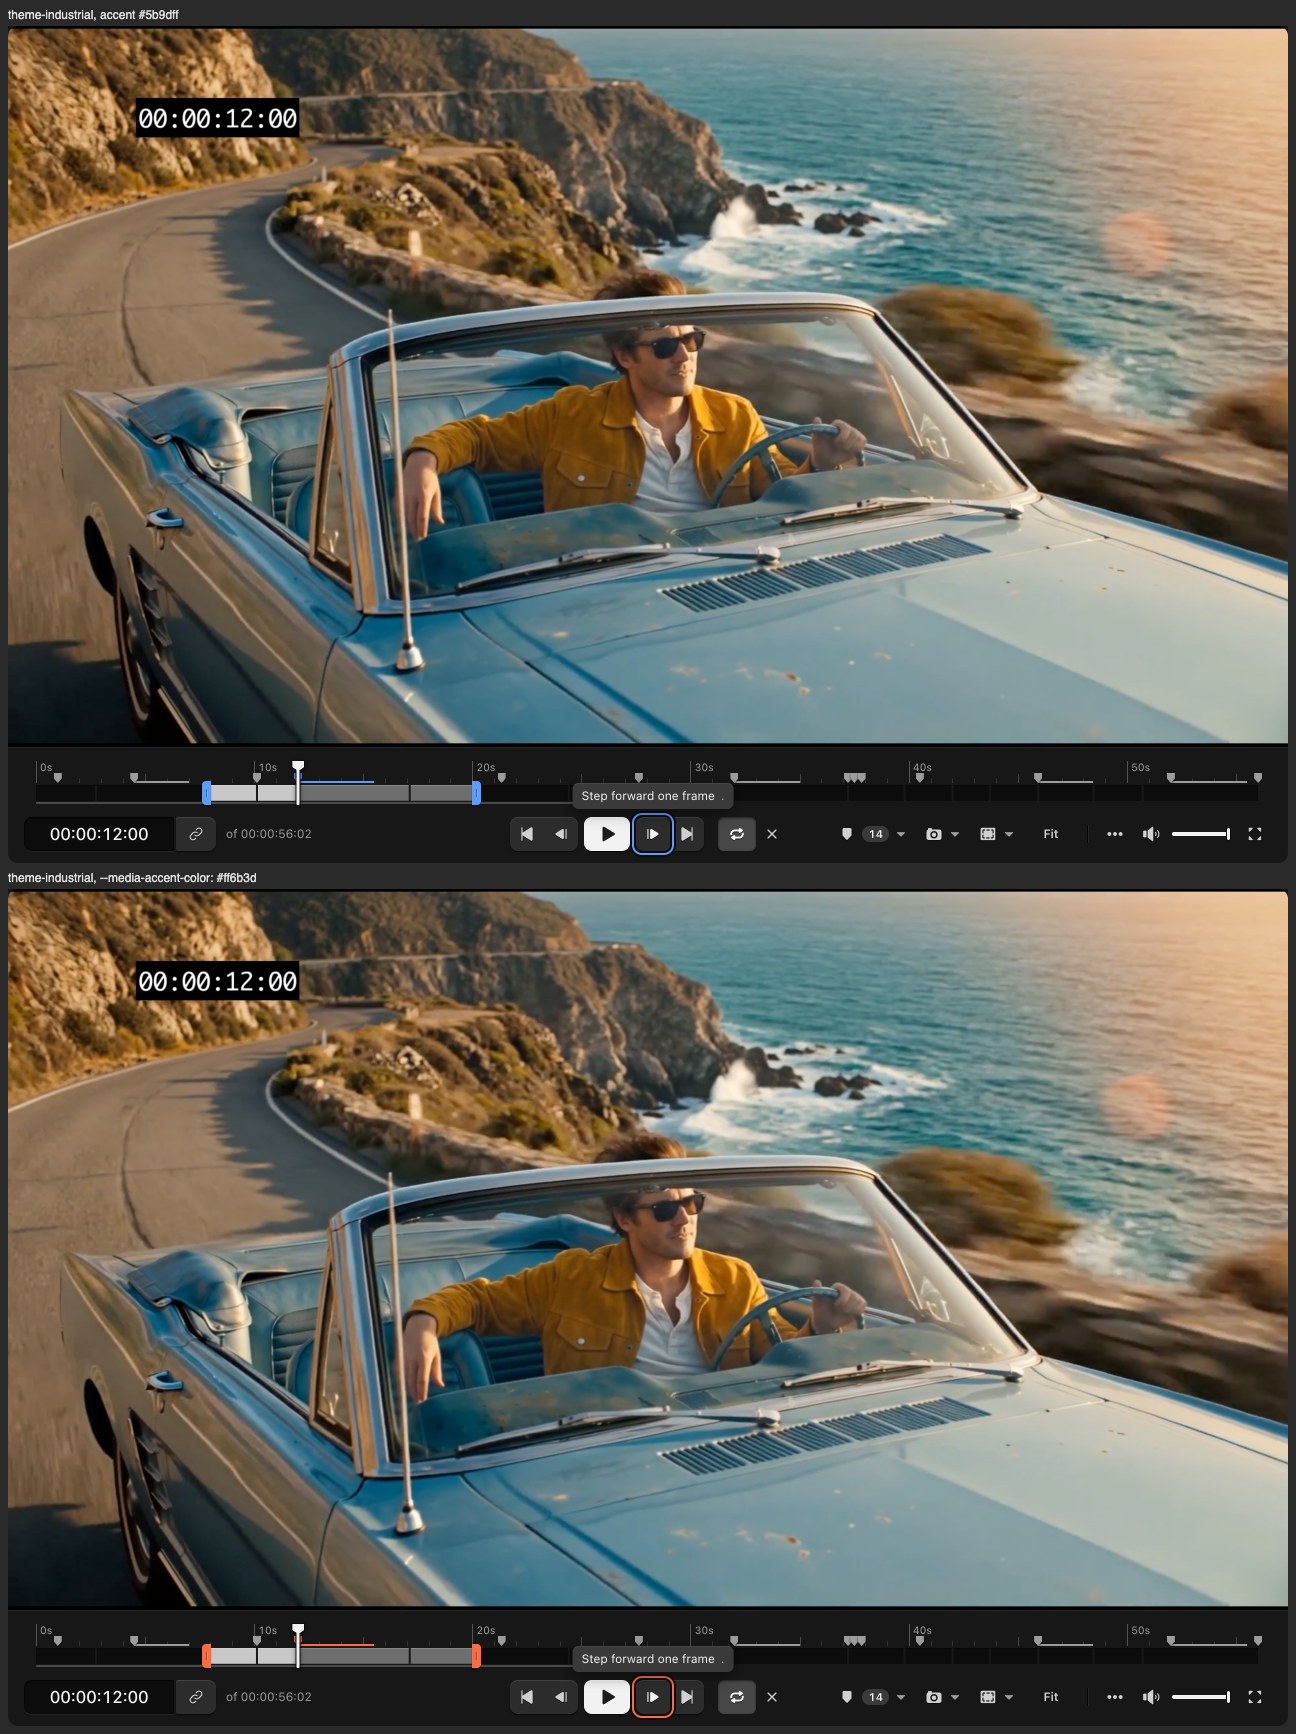 theme-industrial, accent #5b9dff
00:00:12:00
0s 10s 20s 30s 40s 50s
Step forward one frame .
00:00:12:00 of 00:00:56:02 14 Fit
theme-industrial, --media-accent-color: #ff6b3d
00:00:12:00
0s 10s 20s 30s 40s 50s
Step forward one frame .
00:00:12:00 of 00:00:56:02 14 Fit